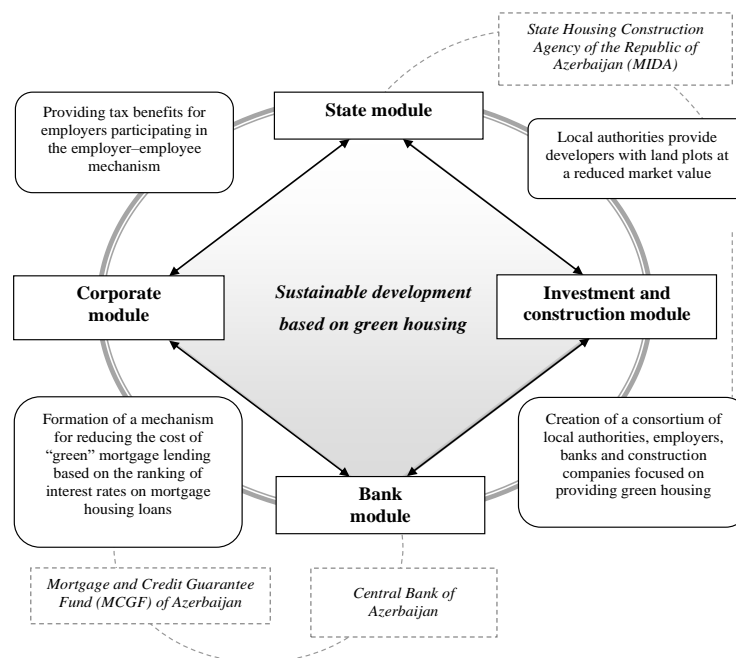 State Housing Construction
Agency of the Republic of
Azerbaijan (MIDA)
Providing tax benefits for
employers participating in
the employer–employee
mechanism
State module
Local authorities provide
developers with land plots at
a reduced market value
Corporate
module
Sustainable development
based on green housing
Investment and
construction module
Formation of a mechanism
for reducing the cost of
“green” mortgage lending
based on the ranking of
interest rates on mortgage
housing loans
Creation of a consortium of
local authorities, employers,
banks and construction
companies focused on
providing green housing
Bank
module
Mortgage and Credit Guarantee
Fund (MCGF) of Azerbaijan
Central Bank of
Azerbaijan